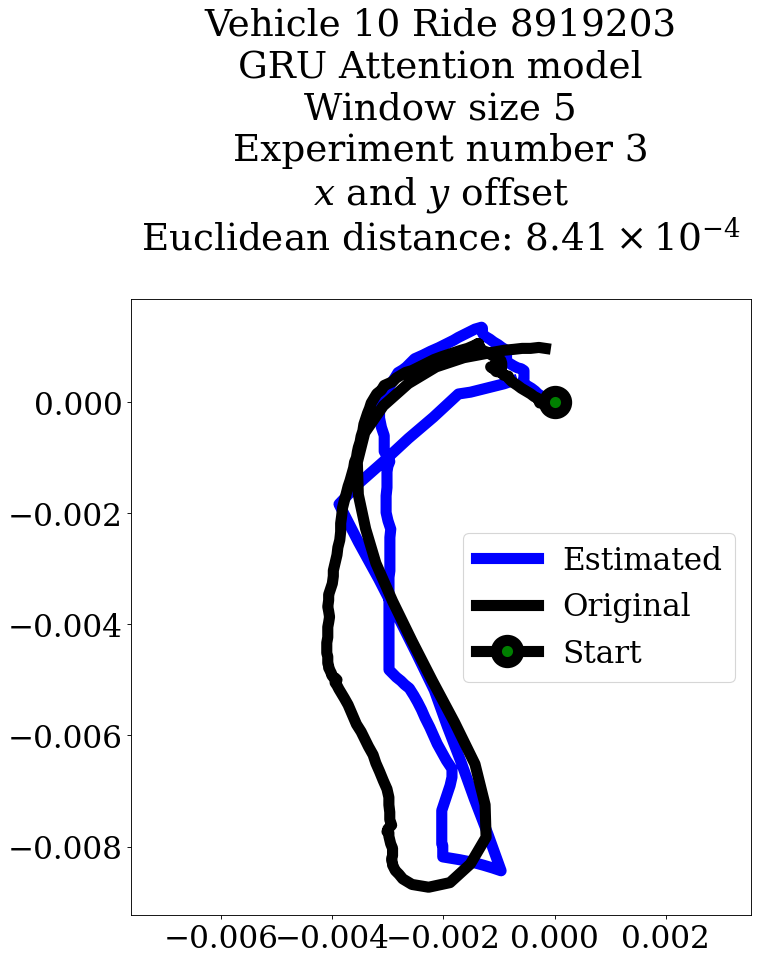 Vehicle 10 Ride 8919203
GRU Attention model
Window size 5
Experiment number 3
x and y offset
Euclidean distance: 8.41 × 10⁻⁴
0.000
−0.002
−0.004
−0.006
−0.008
Estimated
Original
Start
−0.006
−0.004
−0.002
0.000
0.002